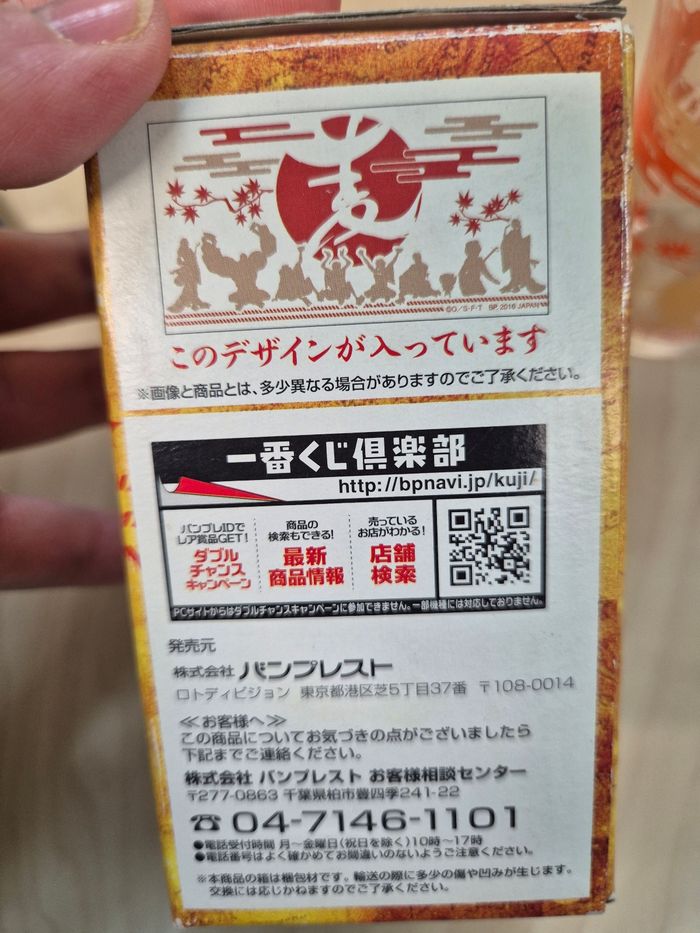 麦
©O/S・F・T BP, 2016 JAPAN
このデザインが入っています
※画像と商品とは、多少異なる場合がありますのでご了承ください。
一番くじ倶楽部
http://bpnavi.jp/kuji/
バンプレIDで
レア賞品GET!
ダブル
チャンス
キャンペーン
商品の
検索もできる!
最新
商品情報
売っている
お店がわかる!
店舗
検索
PCサイトからはダブルチャンスキャンペーンに参加できません。一部機種には対応しておりません。
発売元
株式会社 バンプレスト
ロトディビジョン 東京都港区芝5丁目37番 〒108-0014
≪お客様へ≫
この商品についてお気づきの点がございましたら
下記までご連絡ください。
株式会社 バンプレスト お客様相談センター
〒277-0863 千葉県柏市豊四季241-22
☎ 04-7146-1101
●電話受付時間 月~金曜日(祝日を除く)10時~17時
●電話番号はよく確かめてお間違いのないようご注意ください。
※本商品の箱は梱包材です。輸送の際に多少の傷や凹みが生じます。
交換には応じかねますのでご了承ください。